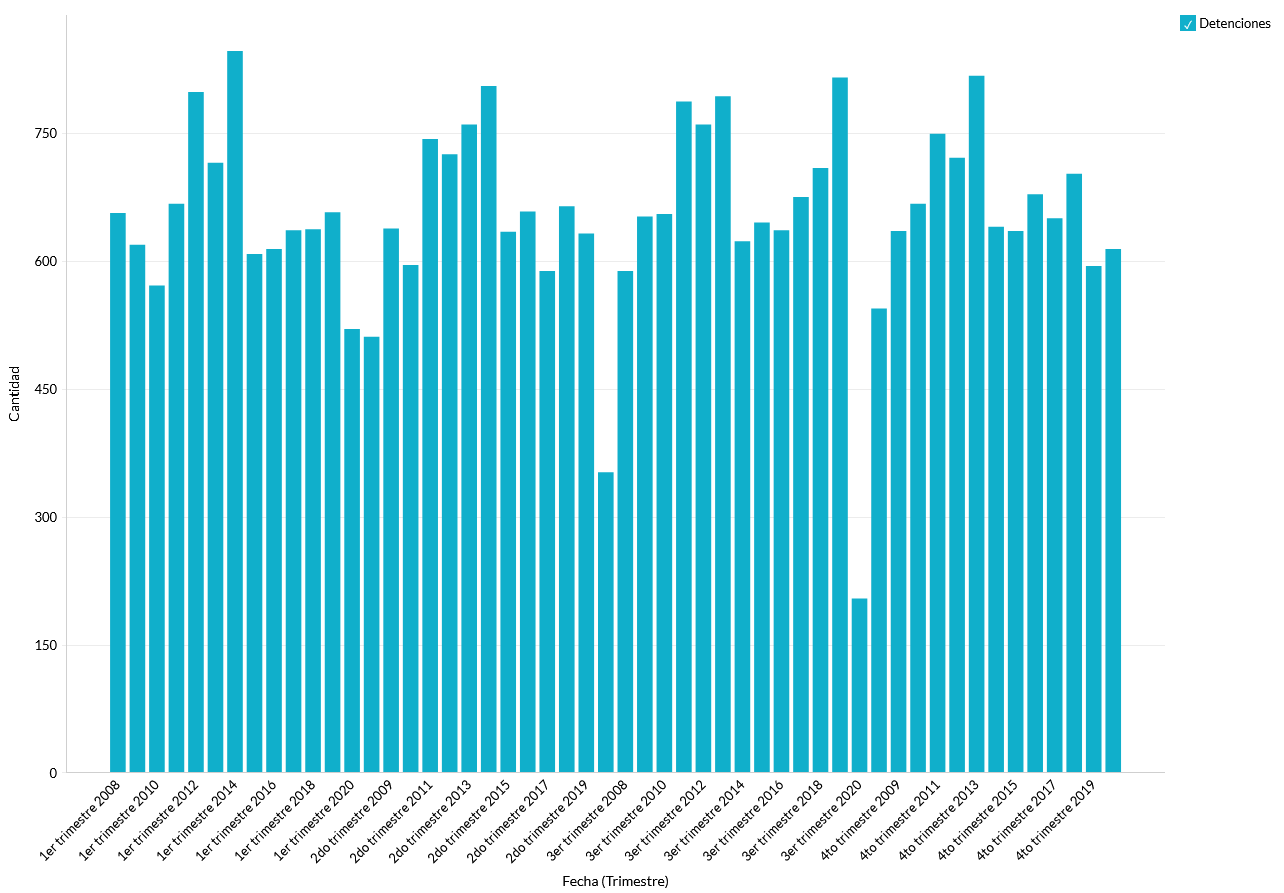 Detenciones
750
600
450
300
150
0
Cantidad
1er trimestre 2008
1er trimestre 2010
1er trimestre 2012
1er trimestre 2014
1er trimestre 2016
1er trimestre 2018
1er trimestre 2020
2do trimestre 2009
2do trimestre 2011
2do trimestre 2013
2do trimestre 2015
2do trimestre 2017
2do trimestre 2019
3er trimestre 2008
3er trimestre 2010
3er trimestre 2012
3er trimestre 2014
3er trimestre 2016
3er trimestre 2018
3er trimestre 2020
4to trimestre 2009
4to trimestre 2011
4to trimestre 2013
4to trimestre 2015
4to trimestre 2017
4to trimestre 2019
Fecha (Trimestre)